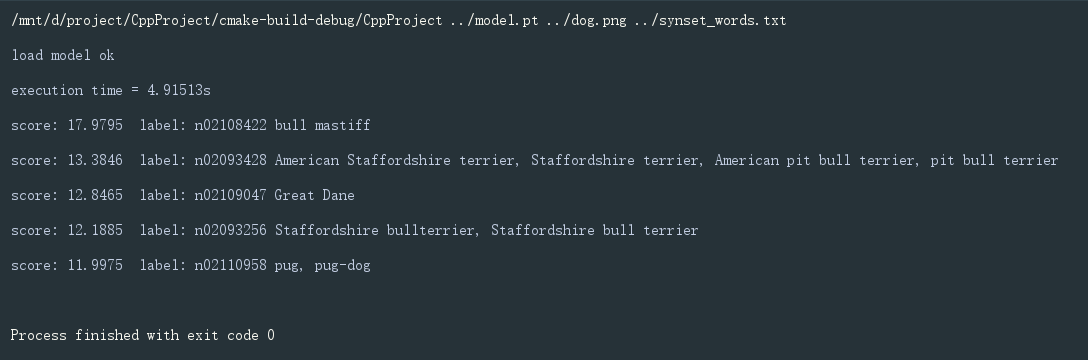 /mnt/d/project/CppProject/cmake-build-debug/CppProject ../model.pt ../dog.png ../synset_words.txt
load model ok
execution time = 4.91513s
score: 17.9795  label: n02108422 bull mastiff
score: 13.3846  label: n02093428 American Staffordshire terrier, Staffordshire terrier, American pit bull terrier, pit bull terrier
score: 12.8465  label: n02109047 Great Dane
score: 12.1885  label: n02093256 Staffordshire bullterrier, Staffordshire bull terrier
score: 11.9975  label: n02110958 pug, pug-dog
Process finished with exit code 0